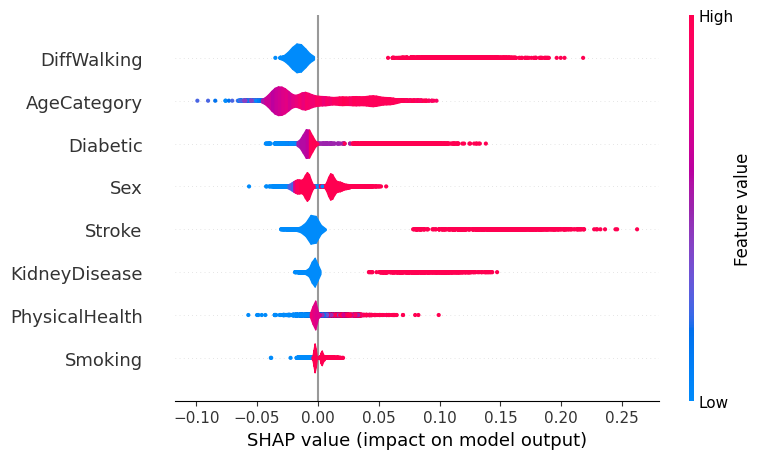 High
DiffWalking
AgeCategory
Diabetic
Sex
Stroke
KidneyDisease
PhysicalHealth
Smoking
Feature value
Low
−0.10 −0.05 0.00 0.05 0.10 0.15 0.20 0.25
SHAP value (impact on model output)